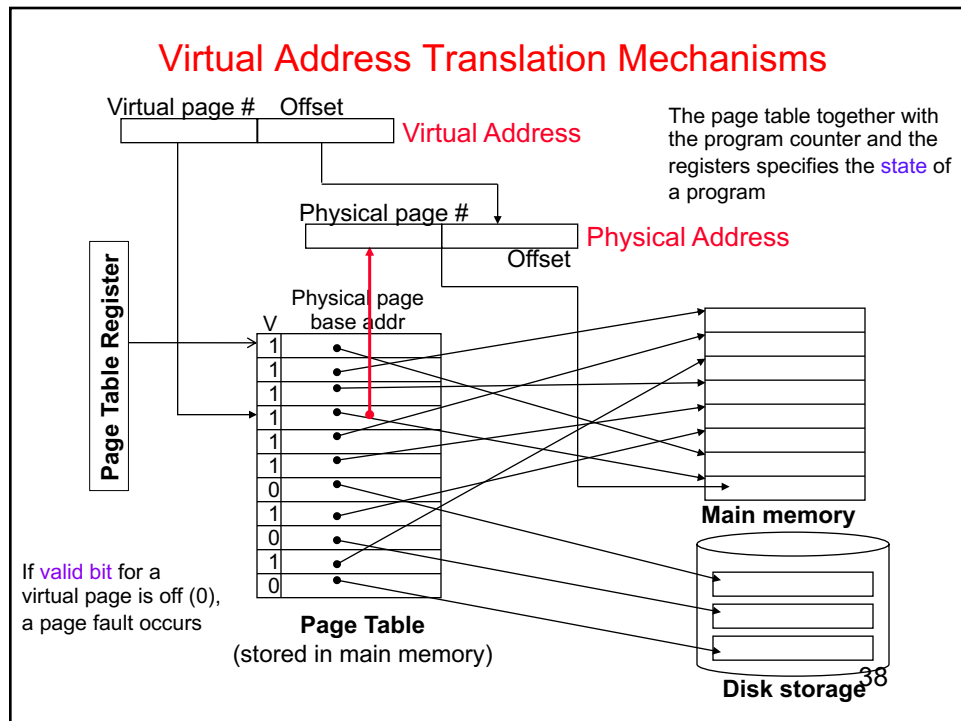 Virtual Address Translation Mechanisms
Virtual page # Offset
Virtual Address
The page table together with
the program counter and the
registers specifies the state of
a program
Physical page #
Physical Address
Offset
Page Table Register
Physical page
V base addr
1
1
1
1
1
1
0
1
0
1
0
Main memory
If valid bit for a
virtual page is off (0),
a page fault occurs
Page Table
(stored in main memory)
Disk storage
38